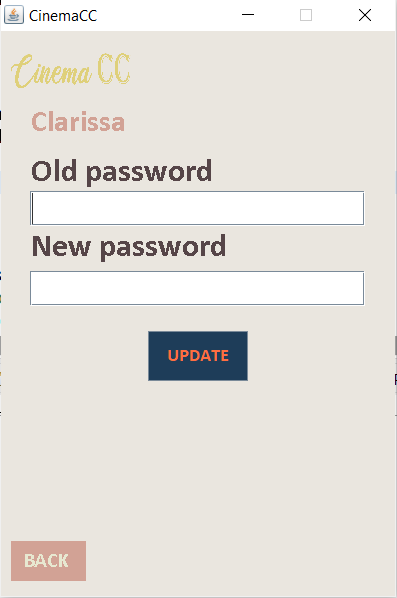 CinemaCC
Cinema CC
Clarissa
Old password
New password
UPDATE
BACK